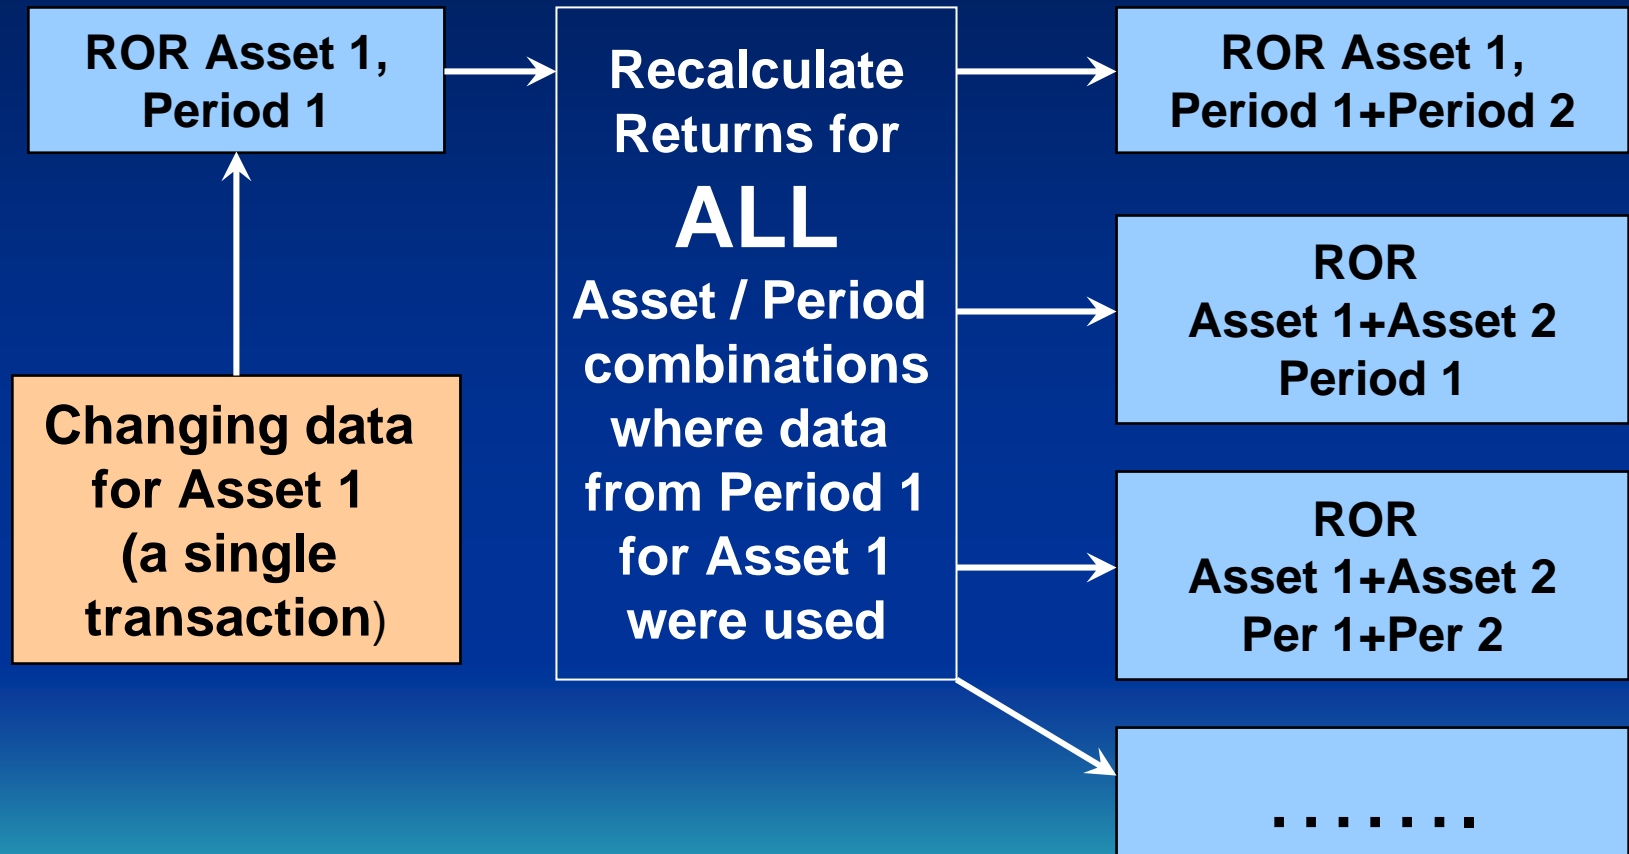 ROR Asset 1,
Period 1
Changing data
for Asset 1
(a single
transaction)
Recalculate
Returns for
ALL
Asset / Period
combinations
where data
from Period 1
for Asset 1
were used
ROR Asset 1,
Period 1+Period 2
ROR
Asset 1+Asset 2
Period 1
ROR
Asset 1+Asset 2
Per 1+Per 2
. . . . . . .